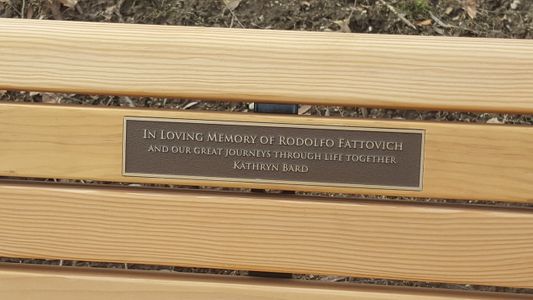 In Loving Memory of Rodolfo Fattovich
and our great journeys through life together
Kathryn Bard